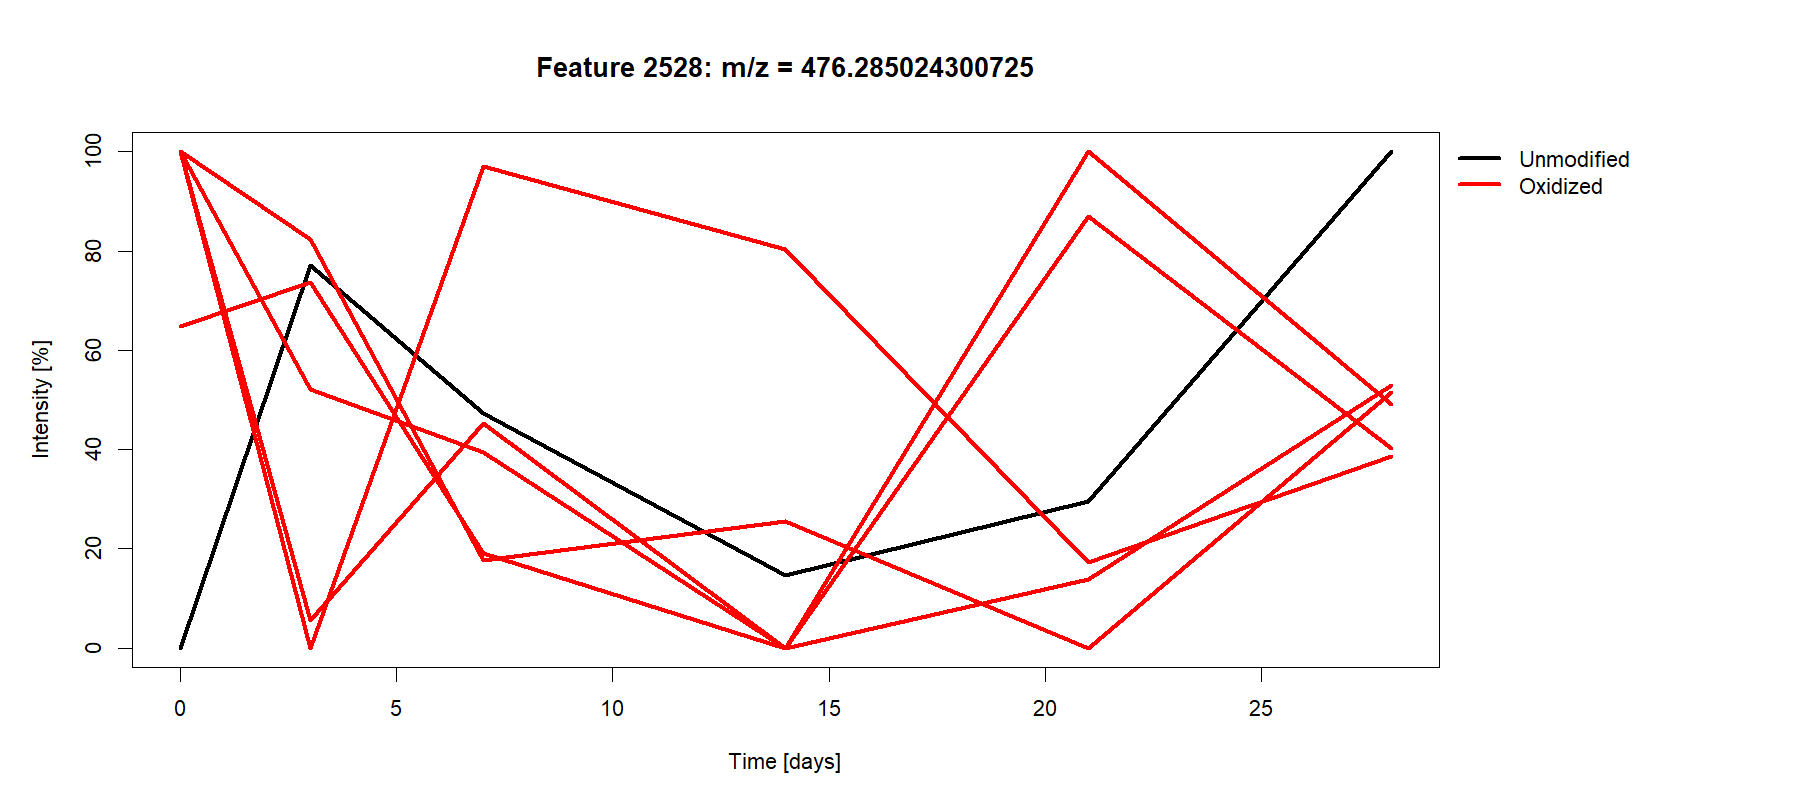 Feature 2528: m/z = 476.285024300725
Unmodified
Oxidized
Intensity [%]
100
80
60
40
20
0
0 5 10 15 20 25
Time [days]